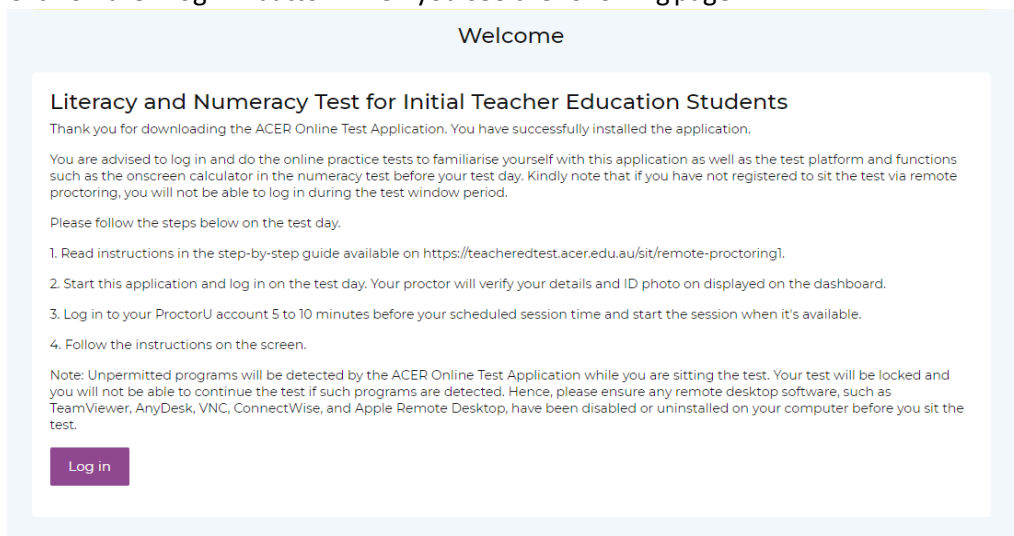 Welcome
Literacy and Numeracy Test for Initial Teacher Education Students
Thank you for downloading the ACER Online Test Application. You have successfully installed the application.
You are advised to log in and do the online practice tests to familiarise yourself with this application as well as the test platform and functions
such as the onscreen calculator in the numeracy test before your test day. Kindly note that if you have not registered to sit the test via remote
proctoring, you will not be able to log in during the test window period.
Please follow the steps below on the test day.
1. Read instructions in the step-by-step guide available on https://teacheredtest.acer.edu.au/sit/remote-proctoring1.
2. Start this application and log in on the test day. Your proctor will verify your details and ID photo on displayed on the dashboard.
3. Log in to your ProctorU account 5 to 10 minutes before your scheduled session time and start the session when it's available.
4. Follow the instructions on the screen.
Note: Unpermitted programs will be detected by the ACER Online Test Application while you are sitting the test. Your test will be locked and
you will not be able to continue the test if such programs are detected. Hence, please ensure any remote desktop software, such as
TeamViewer, AnyDesk, VNC, ConnectWise, and Apple Remote Desktop, have been disabled or uninstalled on your computer before you sit the
test.
Log in